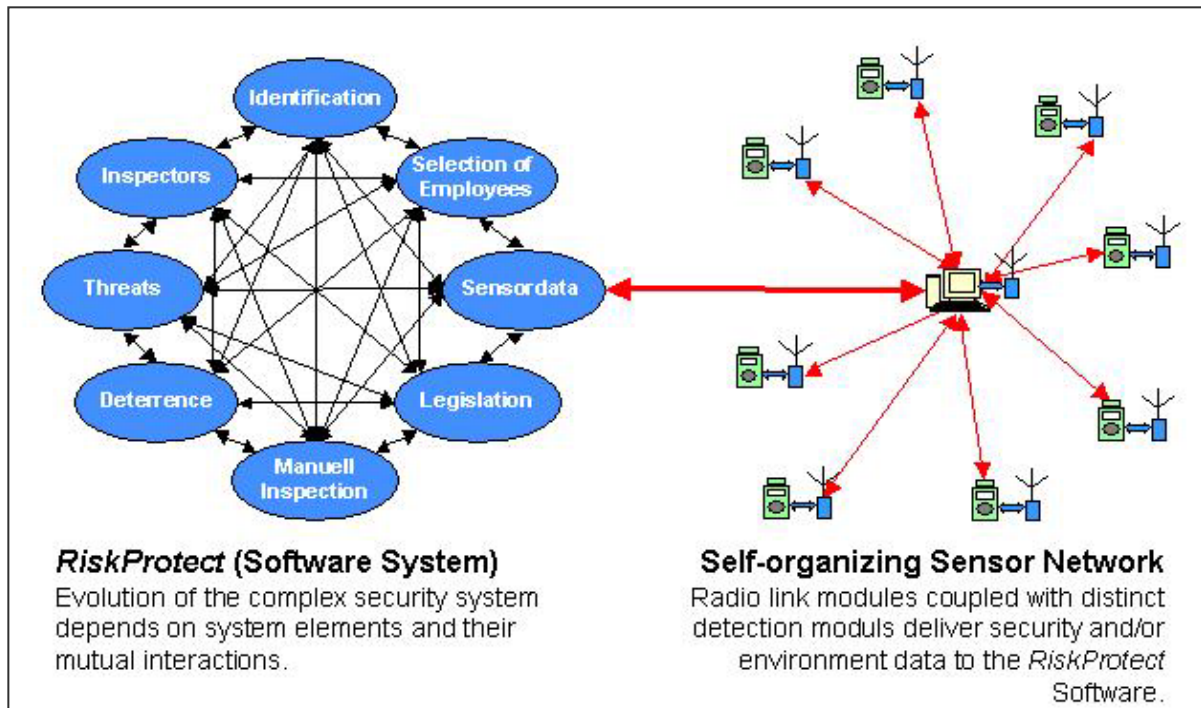 Identification
Inspectors
Selection of
Employees
Threats
Sensordata
Deterrence
Legislation
Manuell
Inspection
RiskProtect (Software System)
Evolution of the complex security system
depends on system elements and their
mutual interactions.
Self-organizing Sensor Network
Radio link modules coupled with distinct
detection moduls deliver security and/or
environment data to the RiskProtect
Software.